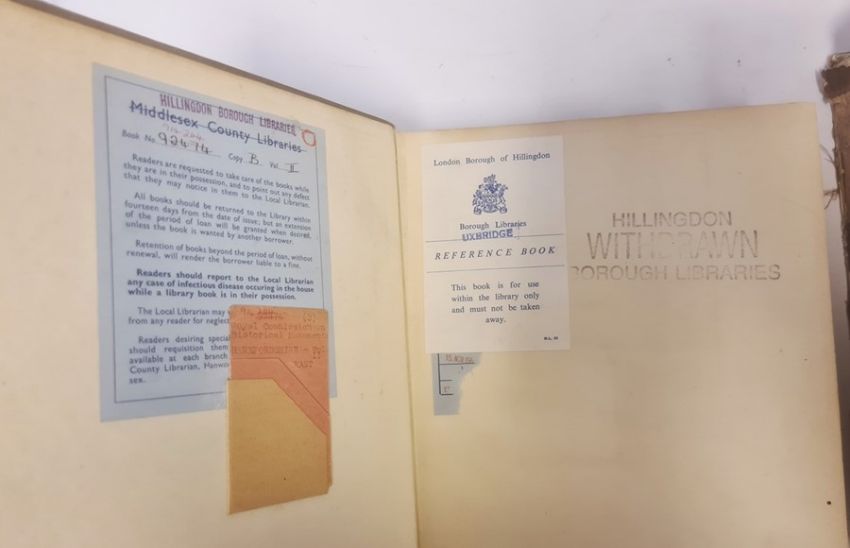 HILLINGDON BOROUGH LIBRARIES
Middlesex County Libraries
Book No. 92474 Copy B Vol. II
Readers are requested to take care of the books while
they are in their possession, and to point out any defect
that they may notice in them to the Local Librarian.
All books should be returned to the Library within
fourteen days from the date of issue; but an extension
of the period of loan will be granted when desired,
unless the book is wanted by another borrower.
Retention of books beyond the period of loan, without
renewal, will render the borrower liable to a fine.
Readers should report to the Local Librarian
any case of infectious disease occuring in the house
while a library book is in their possession.
The Local Librarian may
from any reader for neglect
Readers desiring special
should requisition them
available at each branch
County Librarian, Hanwo
sex.
Royal Commission on
Historical Monuments
HEREFORDSHIRE
EAST
London Borough of Hillingdon
Borough Libraries
UXBRIDGE
REFERENCE BOOK
This book is for use
within the library only
and must not be taken
away.
15 NOV
HILLINGDON
WITHDRAWN
BOROUGH LIBRARIES